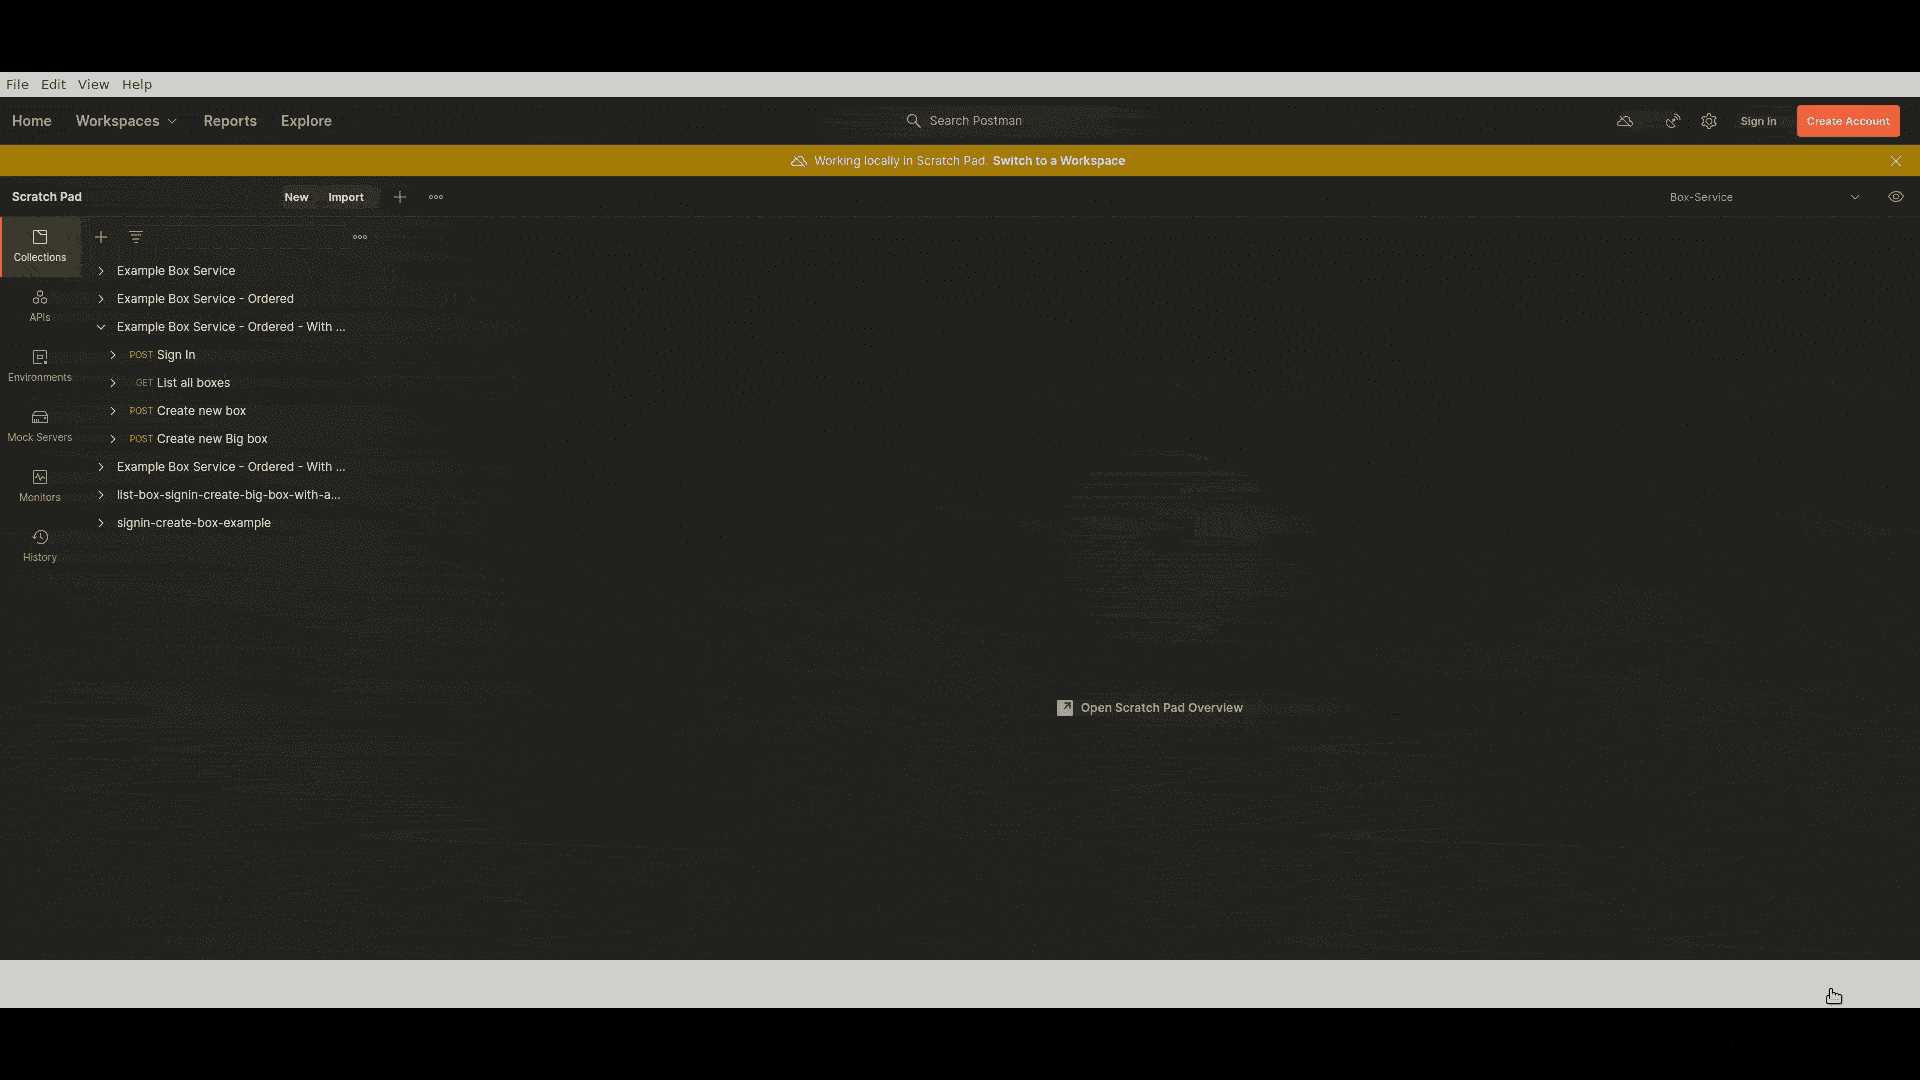 File Edit View Help
Home Workspaces Reports Explore Search Postman Sign In Create Account
Working locally in Scratch Pad. Switch to a Workspace
Scratch Pad New Import Box-Service
Collections
APIs
Environments
Mock Servers
Monitors
History
Example Box Service
Example Box Service - Ordered
Example Box Service - Ordered - With ...
POST Sign In
GET List all boxes
POST Create new box
POST Create new Big box
Example Box Service - Ordered - With ...
list-box-signin-create-big-box-with-a...
signin-create-box-example
Open Scratch Pad Overview